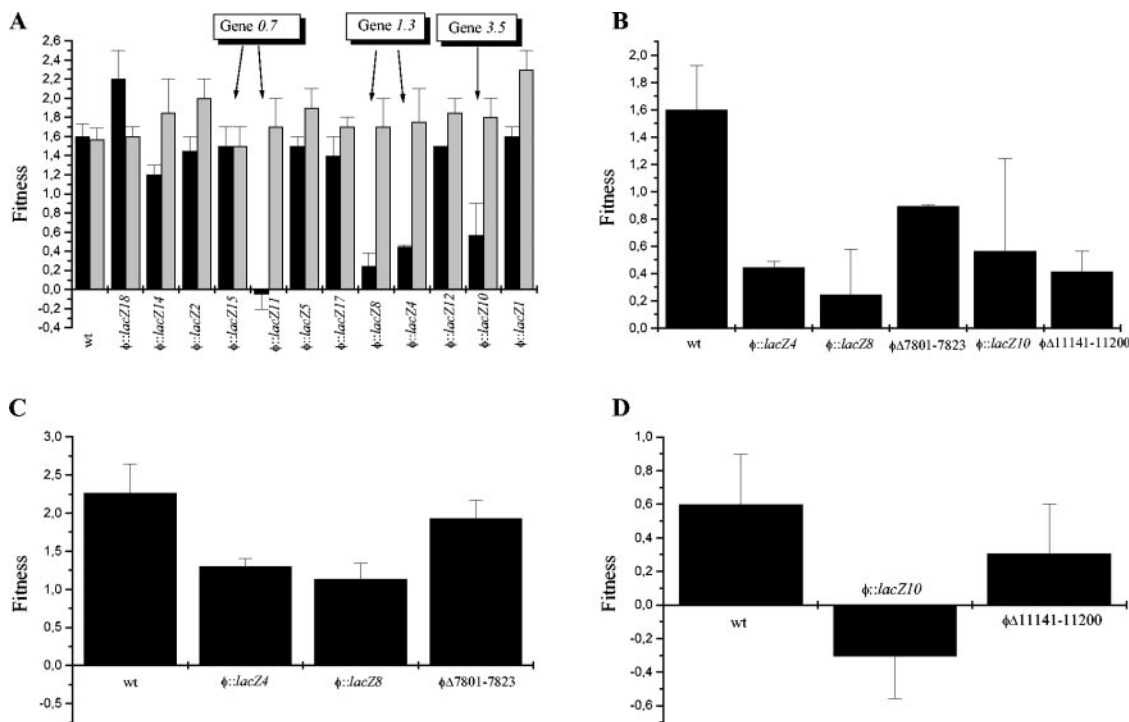 A
Gene 0.7
Gene 1.3
Gene 3.5
Fitness
2,6
2,4
2,2
2,0
1,8
1,6
1,4
1,2
1,0
0,8
0,6
0,4
0,2
0,0
-0,2
-0,4
wt
ϕ::lacZ18
ϕ::lacZ14
ϕ::lacZ2
ϕ::lacZ15
ϕ::lacZ11
ϕ::lacZ5
ϕ::lacZ17
ϕ::lacZ8
ϕ::lacZ4
ϕ::lacZ12
ϕ::lacZ10
ϕ::lacZ1
B
Fitness
2,0
1,8
1,6
1,4
1,2
1,0
0,8
0,6
0,4
0,2
0,0
wt
ϕ::lacZ4
ϕ::lacZ8
ϕΔ7801-7823
ϕ::lacZ10
ϕΔ11141-11200
C
Fitness
3,0
2,5
2,0
1,5
1,0
0,5
0,0
-0,5
wt
ϕ::lacZ4
ϕ::lacZ8
ϕΔ7801-7823
D
Fitness
1,0
0,8
0,6
0,4
0,2
0,0
-0,2
-0,4
-0,6
wt
ϕ::lacZ10
ϕΔ11141-11200